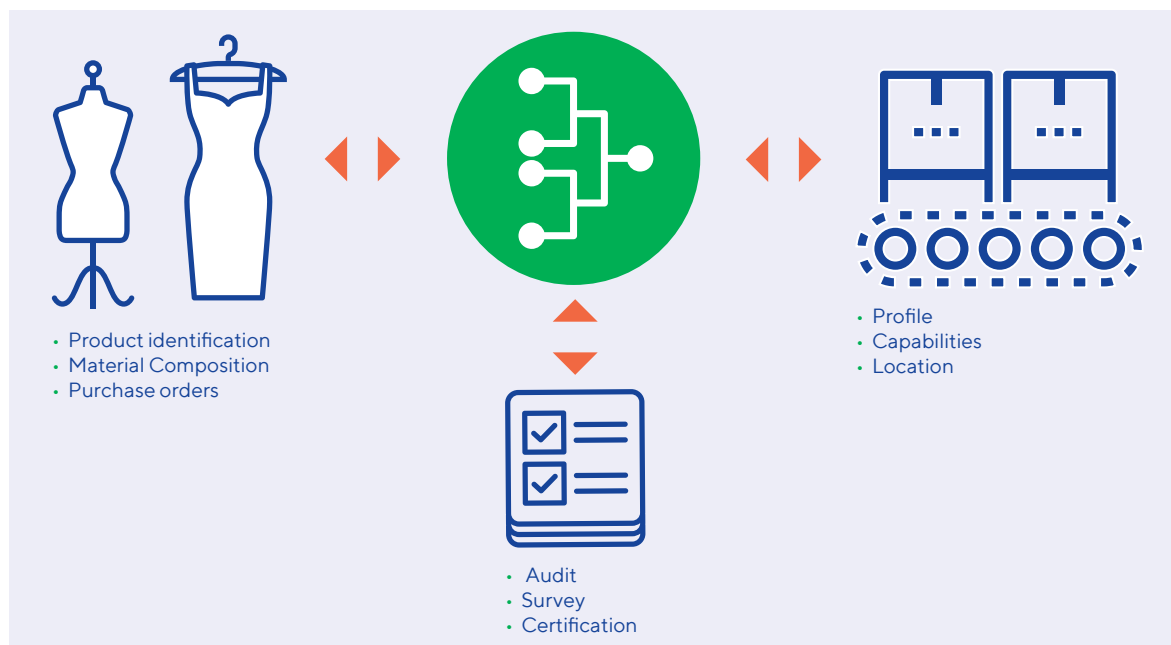 • Product identification
• Material Composition
• Purchase orders
• Profile
• Capabilities
• Location
• Audit
• Survey
• Certification